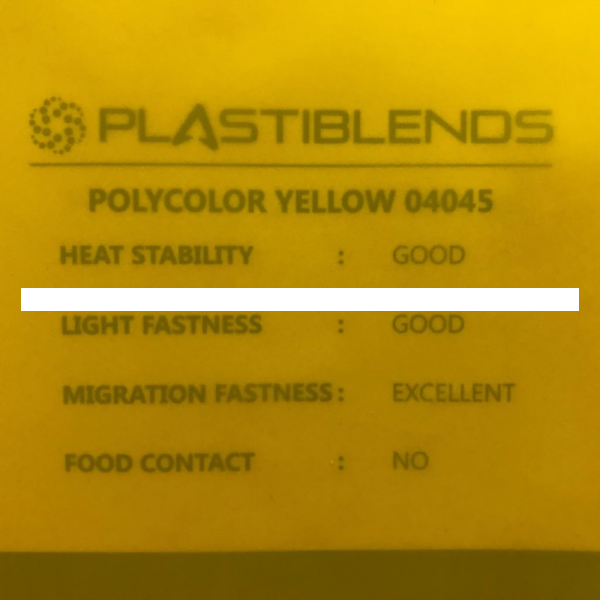 PLASTIBLENDS
POLYCOLOR YELLOW 04045
HEAT STABILITY : GOOD
LIGHT FASTNESS : GOOD
MIGRATION FASTNESS : EXCELLENT
FOOD CONTACT : NO